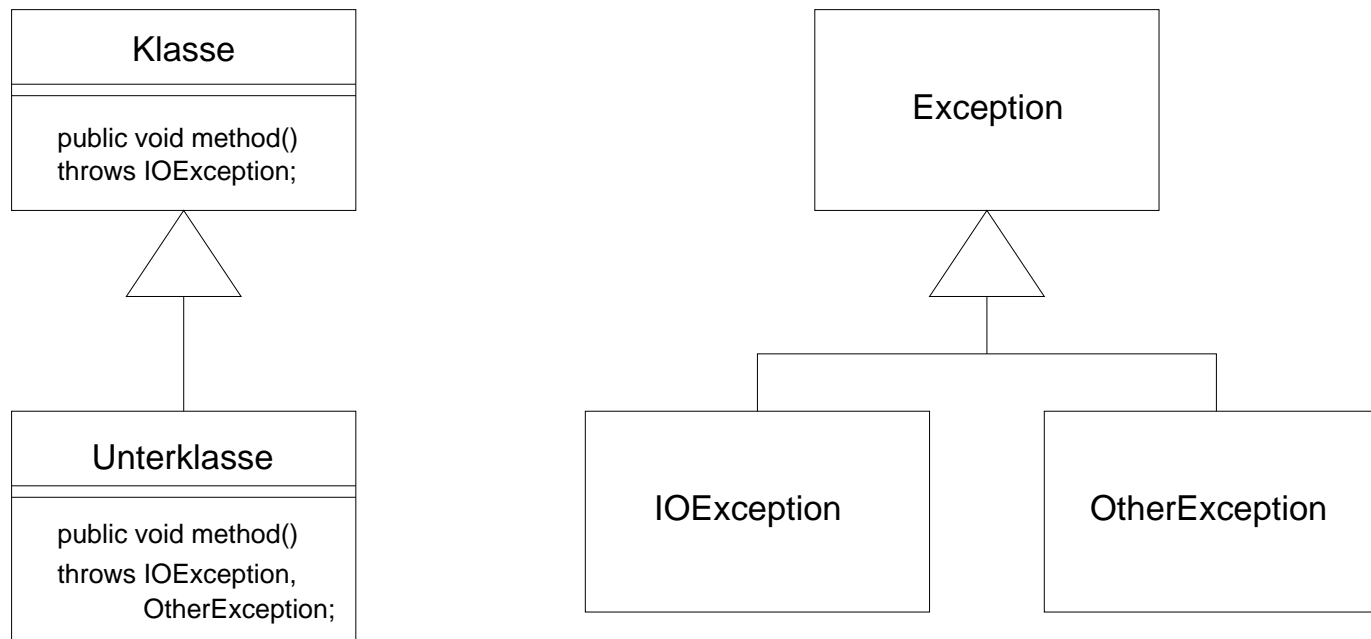 Klasse
public void method()
throws IOException;
Unterklasse
public void method()
throws IOException,
OtherException;
Exception
IOException
OtherException